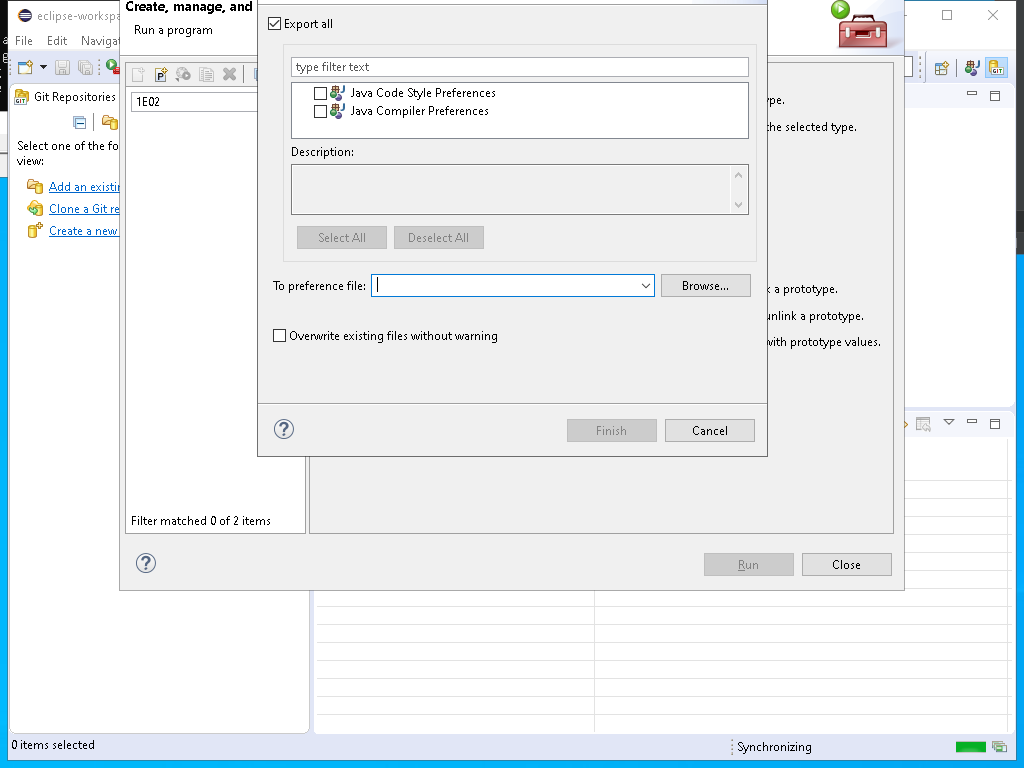 eclipse-workspa
Create, manage, and
Run a program
File Edit Navigat
Git Repositories
1E02
Select one of the fo
view:
Add an existin
Clone a Git re
Create a new
Export all
type filter text
Java Code Style Preferences
Java Compiler Preferences
Description:
Select All Deselect All
To preference file: Browse...
Overwrite existing files without warning
Finish Cancel
ype.
the selected type.
k a prototype.
unlink a prototype.
with prototype values.
Filter matched 0 of 2 items
Run Close
0 items selected
Synchronizing